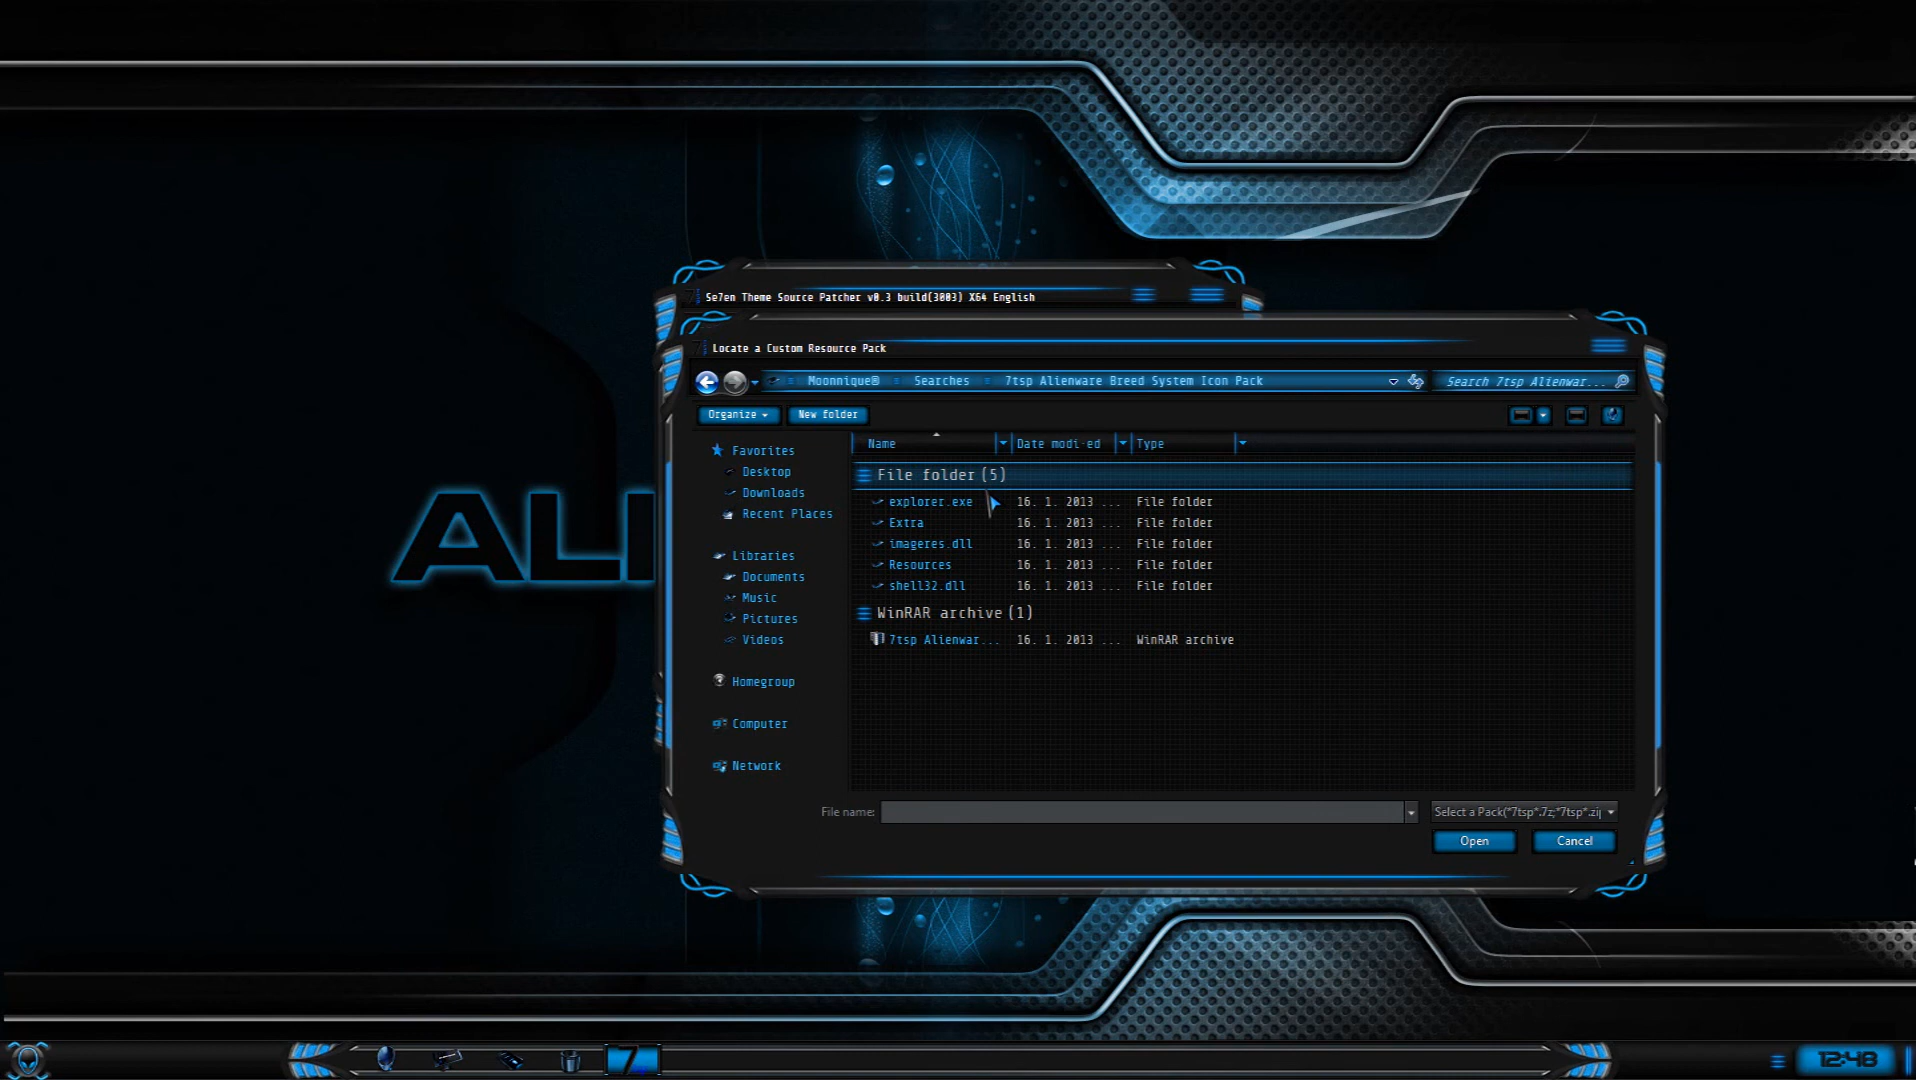 ALI
Se7en Theme Source Patcher v0.3 build(3003) X64 English
Locate a Custom Resource Pack
Moonnique® Searches 7tsp Alienware Breed System Icon Pack Search 7tsp Alienwar...
Organize New folder
Name Date modi-ed Type
Favorites
Desktop
Downloads
Recent Places
Libraries
Documents
Music
Pictures
Videos
Homegroup
Computer
Network
File folder (5)
explorer.exe 16. 1. 2013 ... File folder
Extra 16. 1. 2013 ... File folder
imageres.dll 16. 1. 2013 ... File folder
Resources 16. 1. 2013 ... File folder
shell32.dll 16. 1. 2013 ... File folder
WinRAR archive (1)
7tsp Alienwar... 16. 1. 2013 ... WinRAR archive
File name: Select a Pack(*7tsp*.7z;*7tsp*.zip
Open Cancel
7 12:48